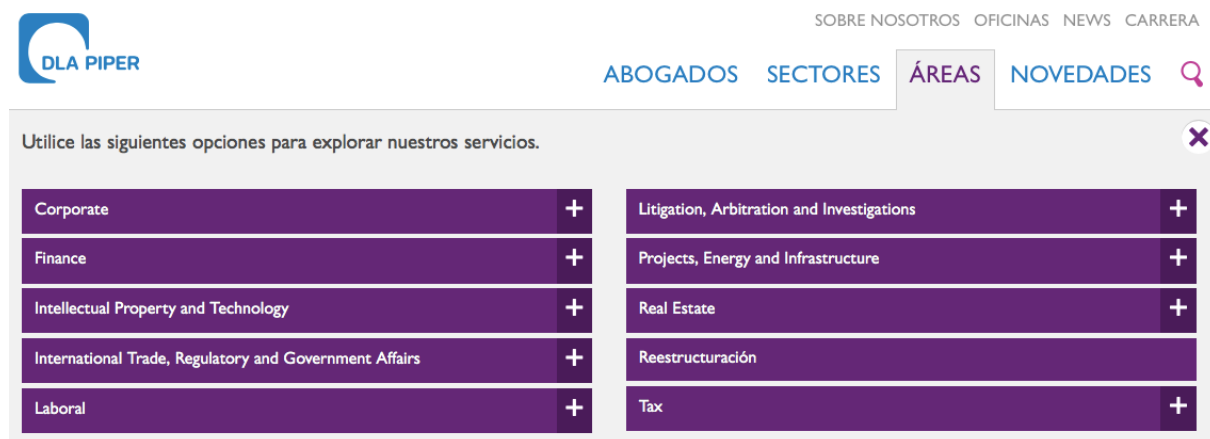 SOBRE NOSOTROS OFICINAS NEWS CARRERA
DLA PIPER
ABOGADOS SECTORES ÁREAS NOVEDADES
Utilice las siguientes opciones para explorar nuestros servicios.
Corporate
Finance
Intellectual Property and Technology
International Trade, Regulatory and Government Affairs
Laboral
Litigation, Arbitration and Investigations
Projects, Energy and Infrastructure
Real Estate
Reestructuración
Tax